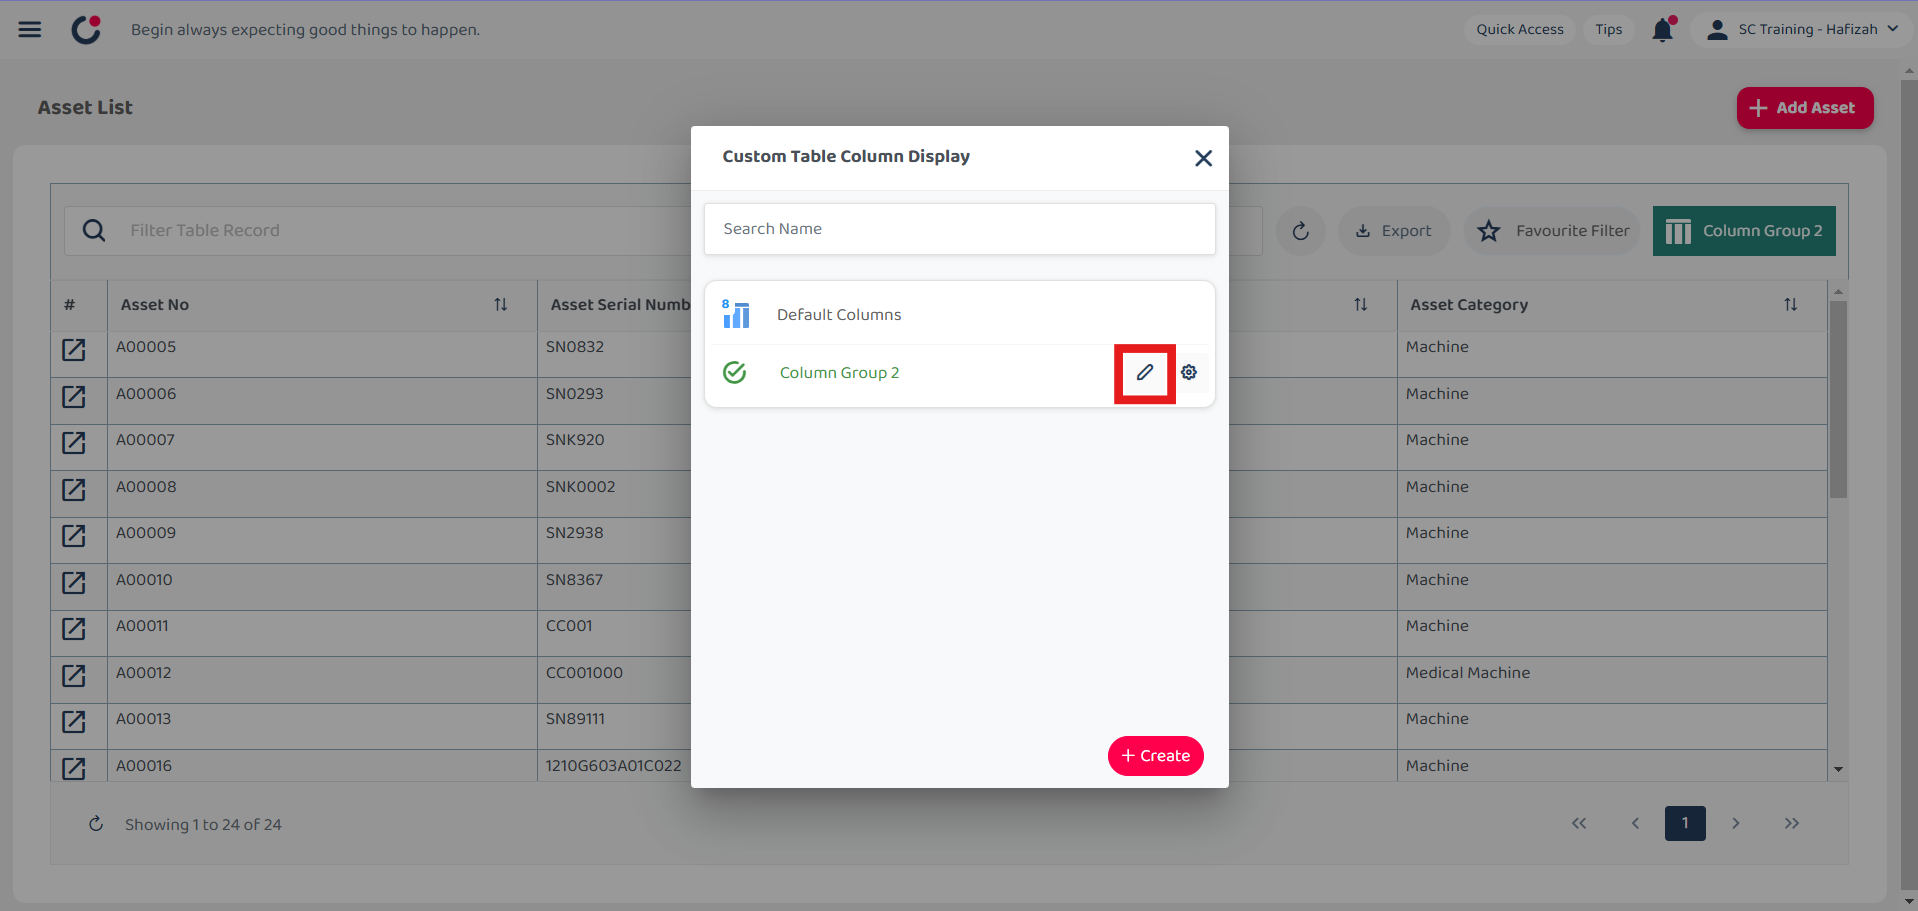 Begin always expecting good things to happen.
Quick Access
Tips
SC Training - Hafizah
Asset List
Add Asset
Custom Table Column Display
Filter Table Record
Search Name
Export
Favourite Filter
Column Group 2
8
Default Columns
Column Group 2
# Asset No Asset Serial Numb Asset Category
A00005 SN0832 Machine
A00006 SN0293 Machine
A00007 SNK920 Machine
A00008 SNK0002 Machine
A00009 SN2938 Machine
A00010 SN8367 Machine
A00011 CC001 Machine
A00012 CC001000 Medical Machine
A00013 SN89111 Machine
A00016 1210G603A01C022 Machine
Create
Showing 1 to 24 of 24
1